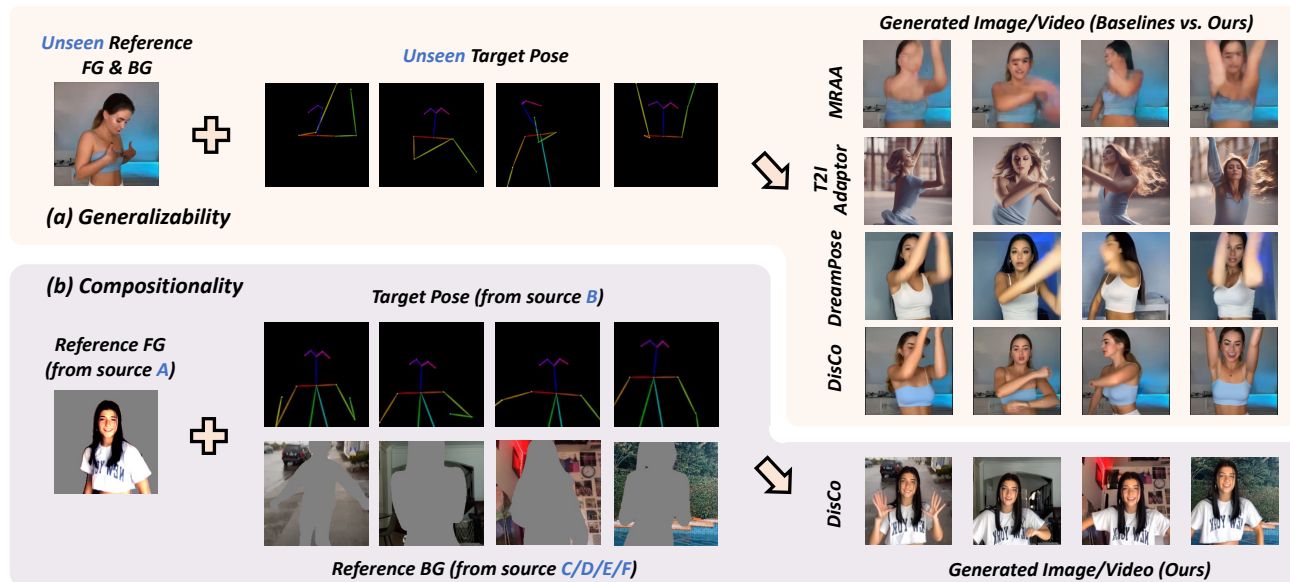 Generated Image/Video (Baselines vs. Ours)
Unseen Reference
FG & BG
Unseen Target Pose
MRAA
T2I
Adaptor
DreamPose
DisCo
(a) Generalizability
(b) Compositionality
Target Pose (from source B)
Reference FG
(from source A)
Reference BG (from source C/D/E/F)
DisCo
Generated Image/Video (Ours)